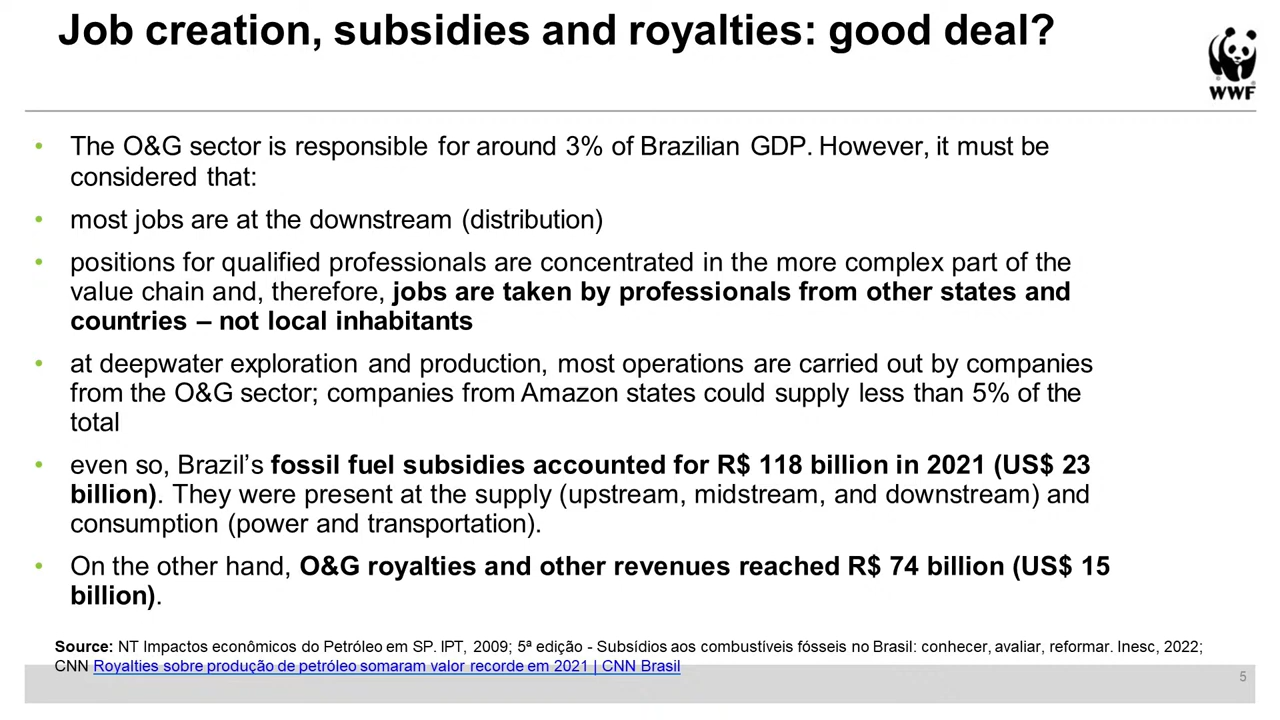 Job creation, subsidies and royalties: good deal?
WWF
• The O&G sector is responsible for around 3% of Brazilian GDP. However, it must be
considered that:
• most jobs are at the downstream (distribution)
• positions for qualified professionals are concentrated in the more complex part of the
value chain and, therefore, jobs are taken by professionals from other states and
countries – not local inhabitants
• at deepwater exploration and production, most operations are carried out by companies
from the O&G sector; companies from Amazon states could supply less than 5% of the
total
• even so, Brazil’s fossil fuel subsidies accounted for R$ 118 billion in 2021 (US$ 23
billion). They were present at the supply (upstream, midstream, and downstream) and
consumption (power and transportation).
• On the other hand, O&G royalties and other revenues reached R$ 74 billion (US$ 15
billion).
Source: NT Impactos econômicos do Petróleo em SP. IPT, 2009; 5ª edição - Subsídios aos combustíveis fósseis no Brasil: conhecer, avaliar, reformar. Inesc, 2022;
CNN Royalties sobre produção de petróleo somaram valor recorde em 2021 | CNN Brasil
5